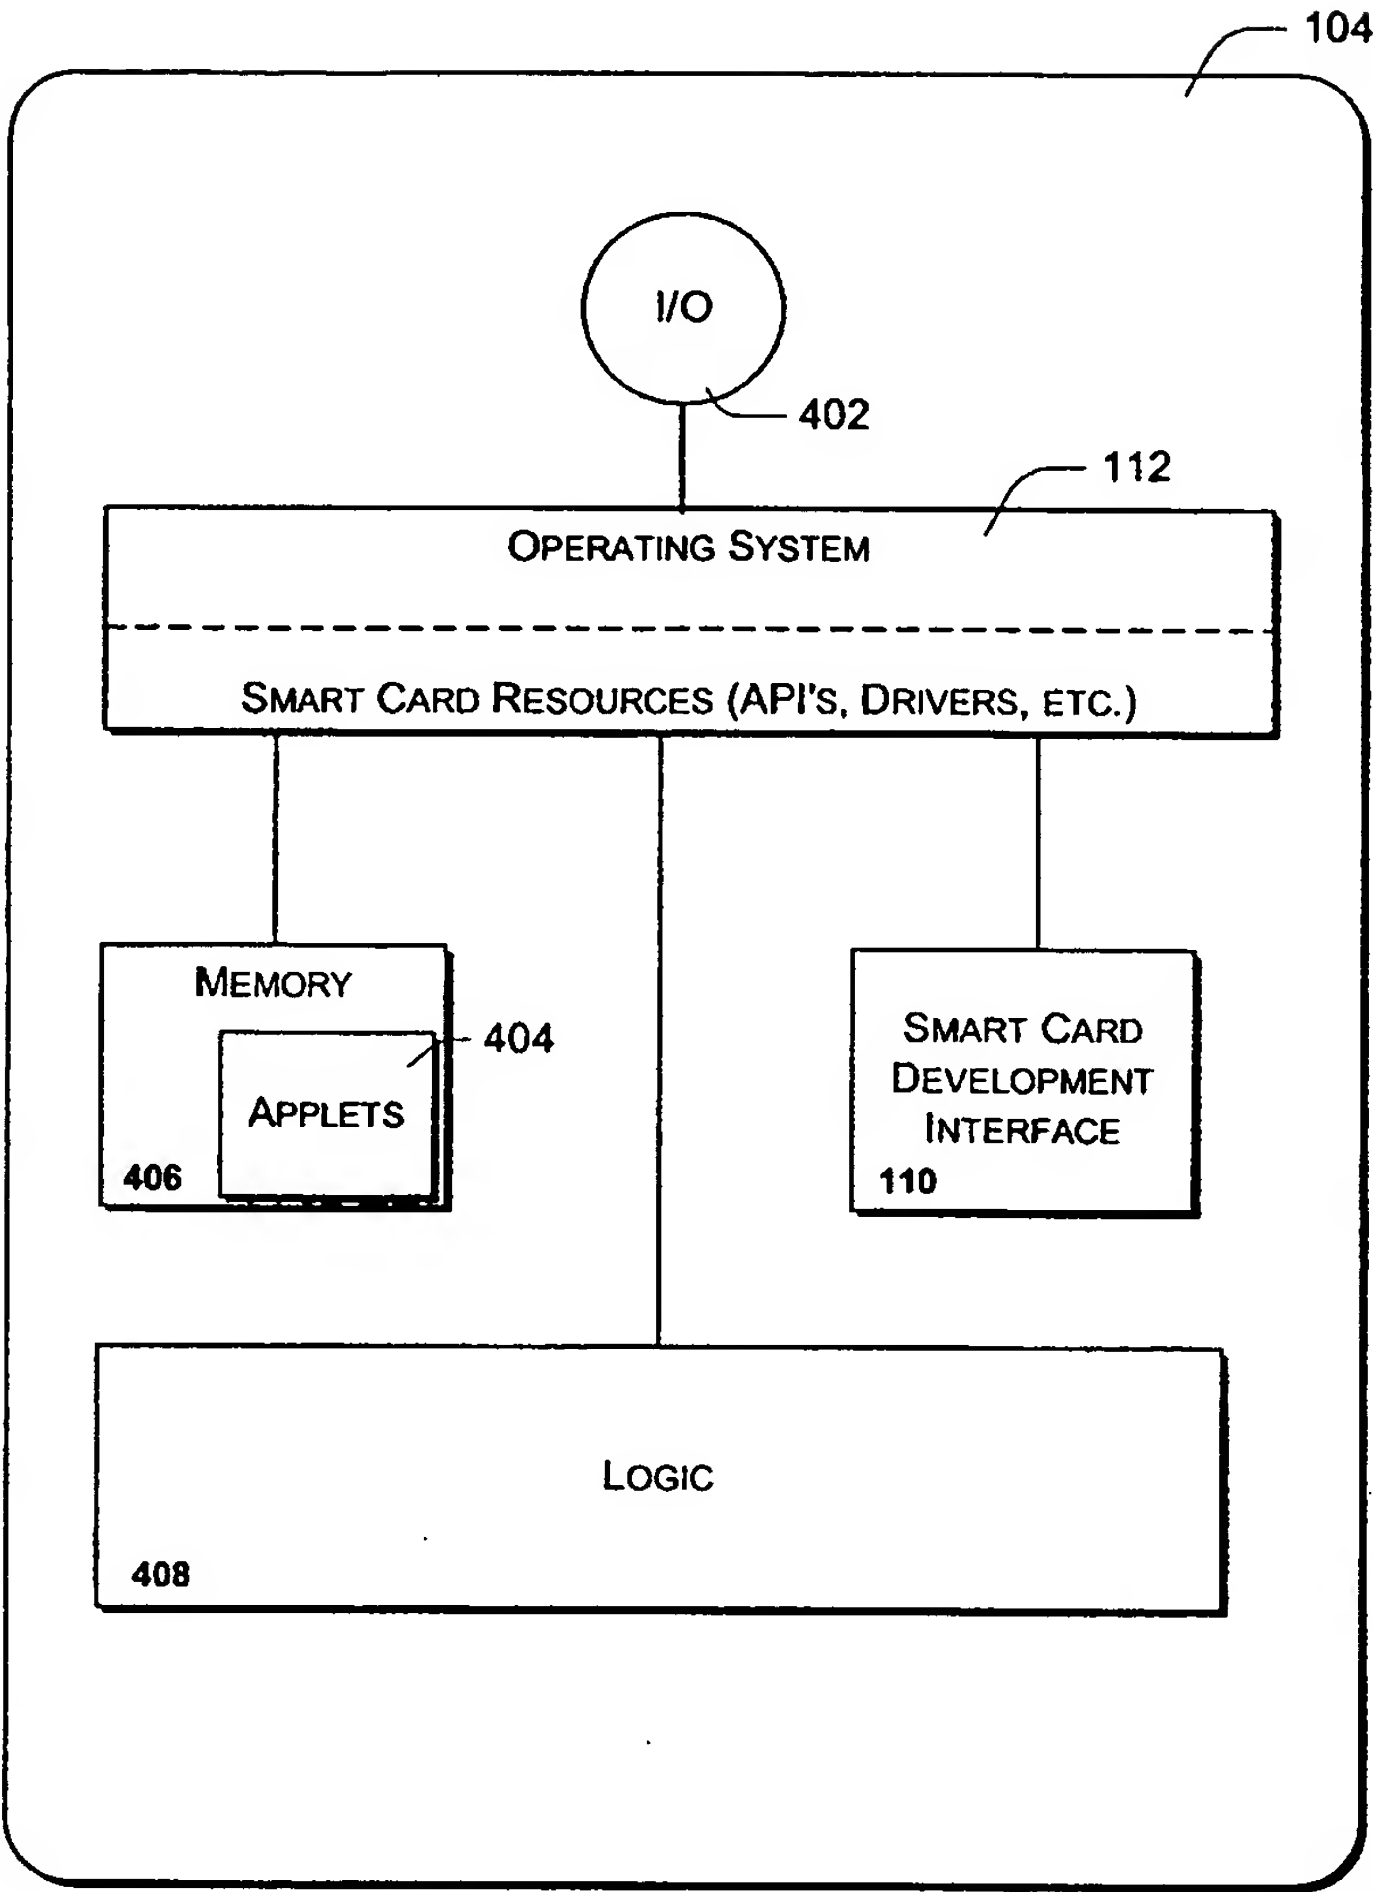 104
I/O
402
112
OPERATING SYSTEM
SMART CARD RESOURCES (API'S, DRIVERS, ETC.)
MEMORY
404
APPLETS
406
SMART CARD
DEVELOPMENT
INTERFACE
110
LOGIC
408